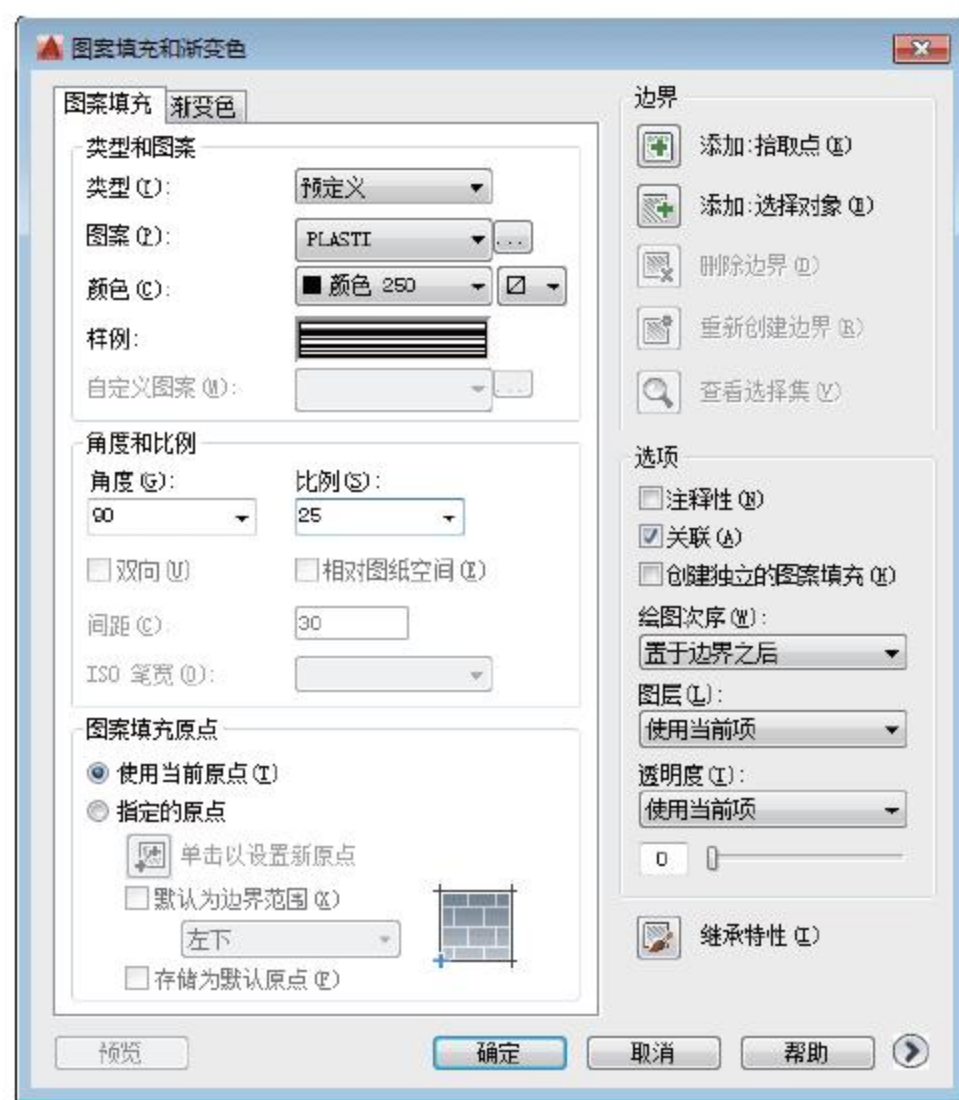 图案填充和渐变色
图案填充 渐变色
类型和图案
类型(Y):
预定义
图案(P):
PLASTI
...
颜色(C):
颜色 250
样例:
自定义图案(M):
...
角度和比例
角度(G):
比例(S):
90
25
双向(U)
相对图纸空间(E)
间距(C):
30
ISO 笔宽(O):
图案填充原点
使用当前原点(T)
指定的原点
单击以设置新原点
默认为边界范围(X)
左下
存储为默认原点(F)
边界
添加:拾取点(K)
添加:选择对象(B)
删除边界(D)
重新创建边界(R)
查看选择集(V)
选项
注释性(N)
关联(A)
创建独立的图案填充(H)
绘图次序(W):
置于边界之后
图层(L):
使用当前项
透明度(T):
使用当前项
0
继承特性(I)
预览
确定
取消
帮助